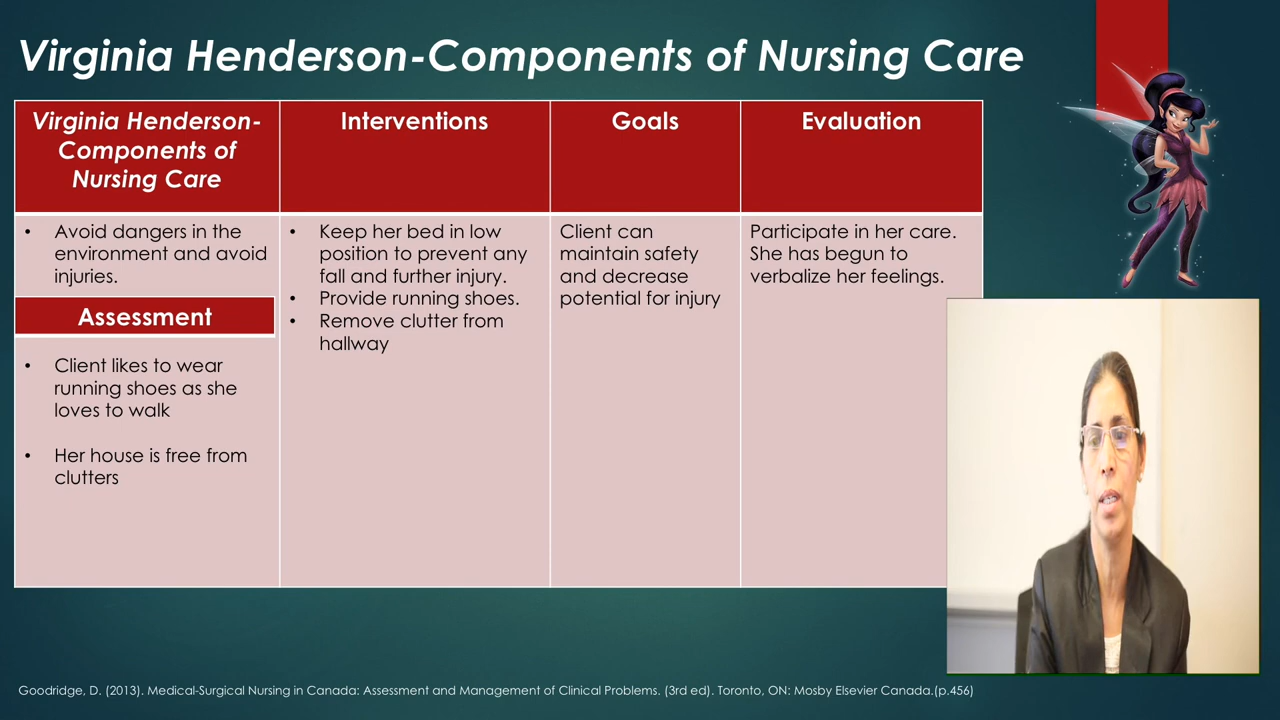 Virginia Henderson-Components of Nursing Care
Virginia Henderson-
Components of
Nursing Care
Interventions
Goals
Evaluation
• Avoid dangers in the
environment and avoid
injuries.
Assessment
• Client likes to wear
running shoes as she
loves to walk
• Her house is free from
clutters
• Keep her bed in low
position to prevent any
fall and further injury.
• Provide running shoes.
• Remove clutter from
hallway
Client can
maintain safety
and decrease
potential for injury
Participate in her care.
She has begun to
verbalize her feelings.
Goodridge, D. (2013). Medical-Surgical Nursing in Canada: Assessment and Management of Clinical Problems. (3rd ed). Toronto, ON: Mosby Elsevier Canada.(p.456)